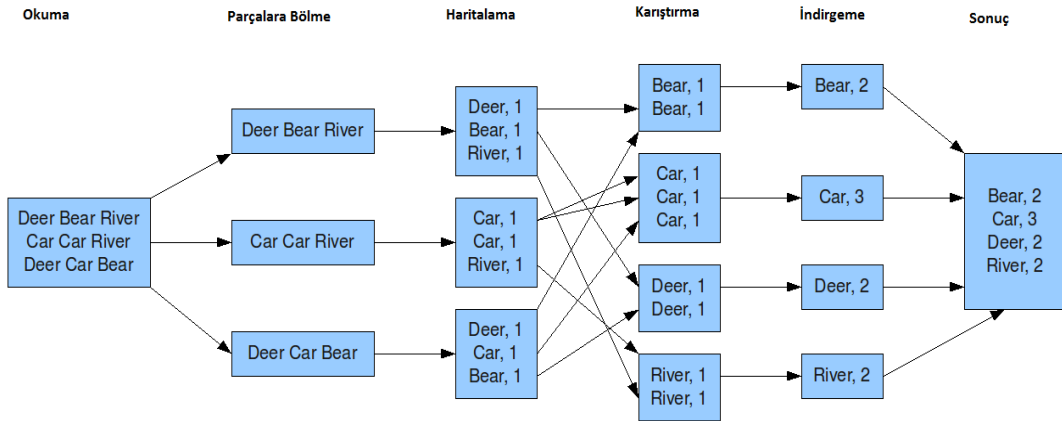 Okuma
Parçalara Bölme
Haritalama
Karıştırma
İndirgeme
Sonuç
Deer Bear River
Car Car River
Deer Car Bear
Deer Bear River
Car Car River
Deer Car Bear
Deer, 1
Bear, 1
River, 1
Car, 1
Car, 1
River, 1
Deer, 1
Car, 1
Bear, 1
Bear, 1
Bear, 1
Car, 1
Car, 1
Car, 1
Deer, 1
Deer, 1
River, 1
River, 1
Bear, 2
Car, 3
Deer, 2
River, 2
Bear, 2
Car, 3
Deer, 2
River, 2